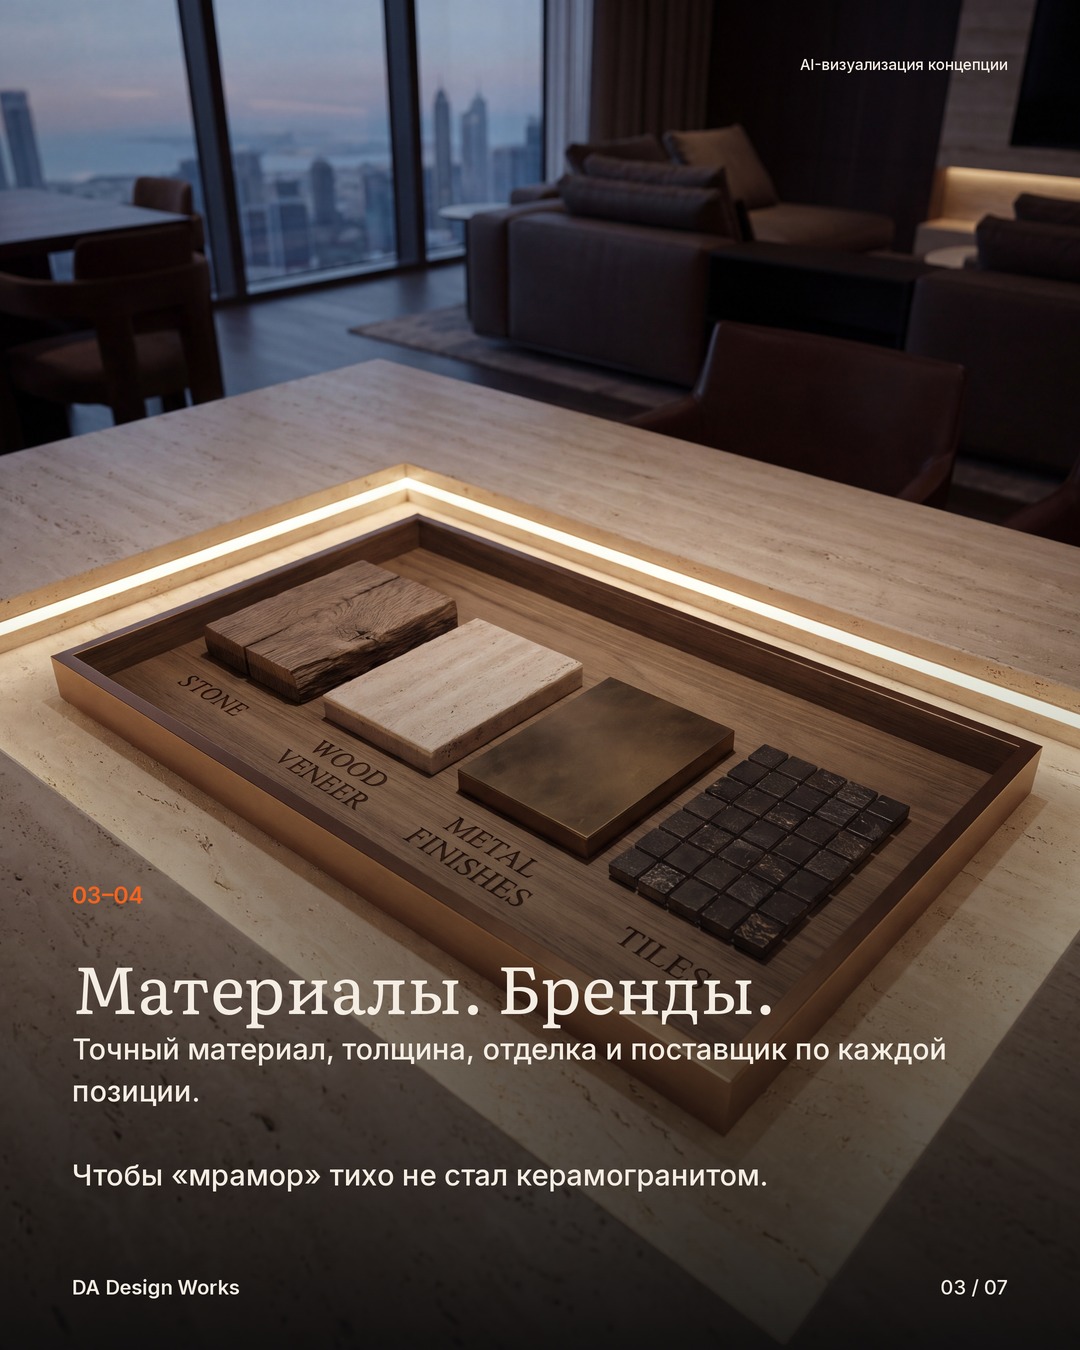 AI-визуализация концепции
STONE
WOOD
VENEER
METAL
FINISHES
TILES
03–04
Материалы. Бренды.
Точный материал, толщина, отделка и поставщик по каждой
позиции.
Чтобы «мрамор» тихо не стал керамогранитом.
DA Design Works
03 / 07